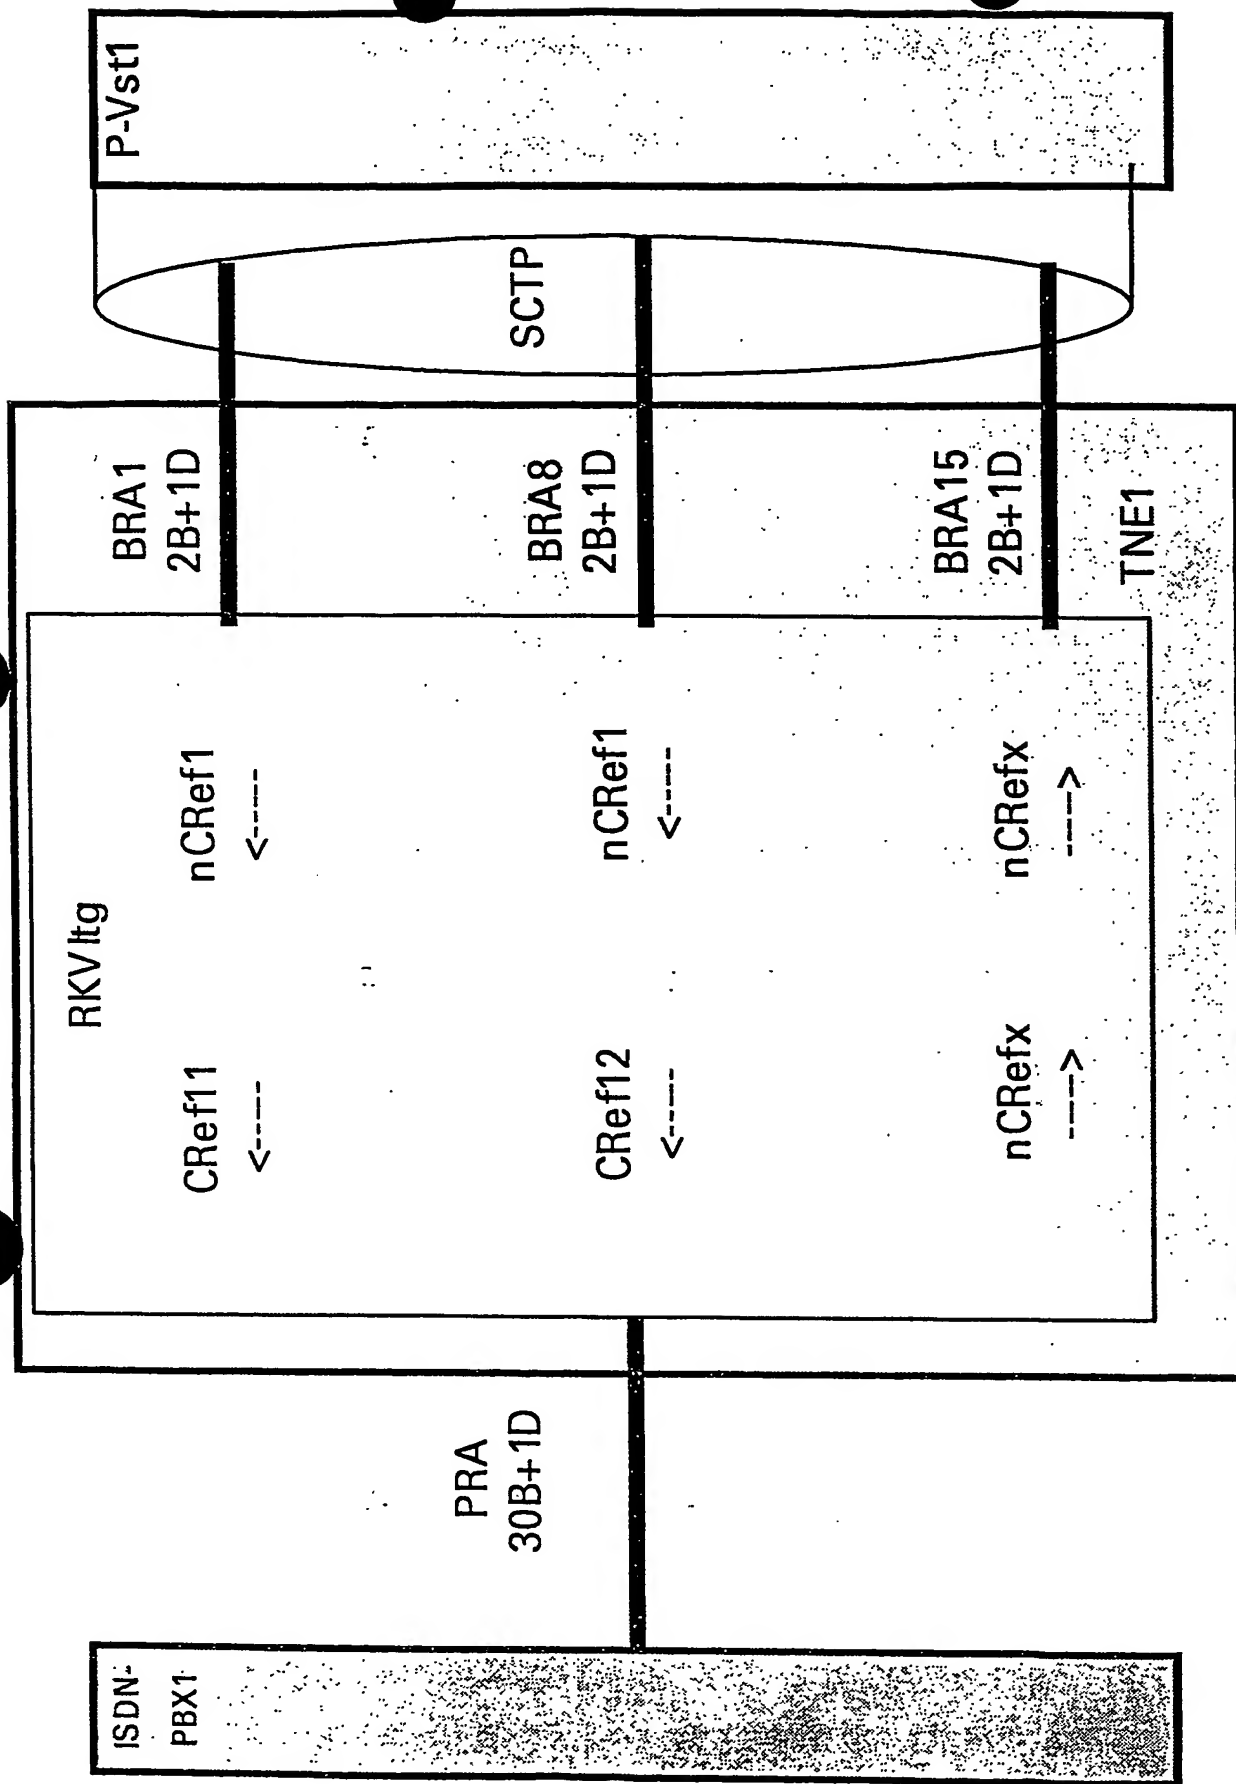 ISDN-
PBX1
PRA
30B+1D
RKVltg
CRef11
<-----
nCRef1
<-----
CRef12
<-----
nCRef1
<-----
nCRefx
----->
nCRefx
----->
BRA1
2B+1D
BRA8
2B+1D
BRA15
2B+1D
TNE1
SCTP
P-Vst1